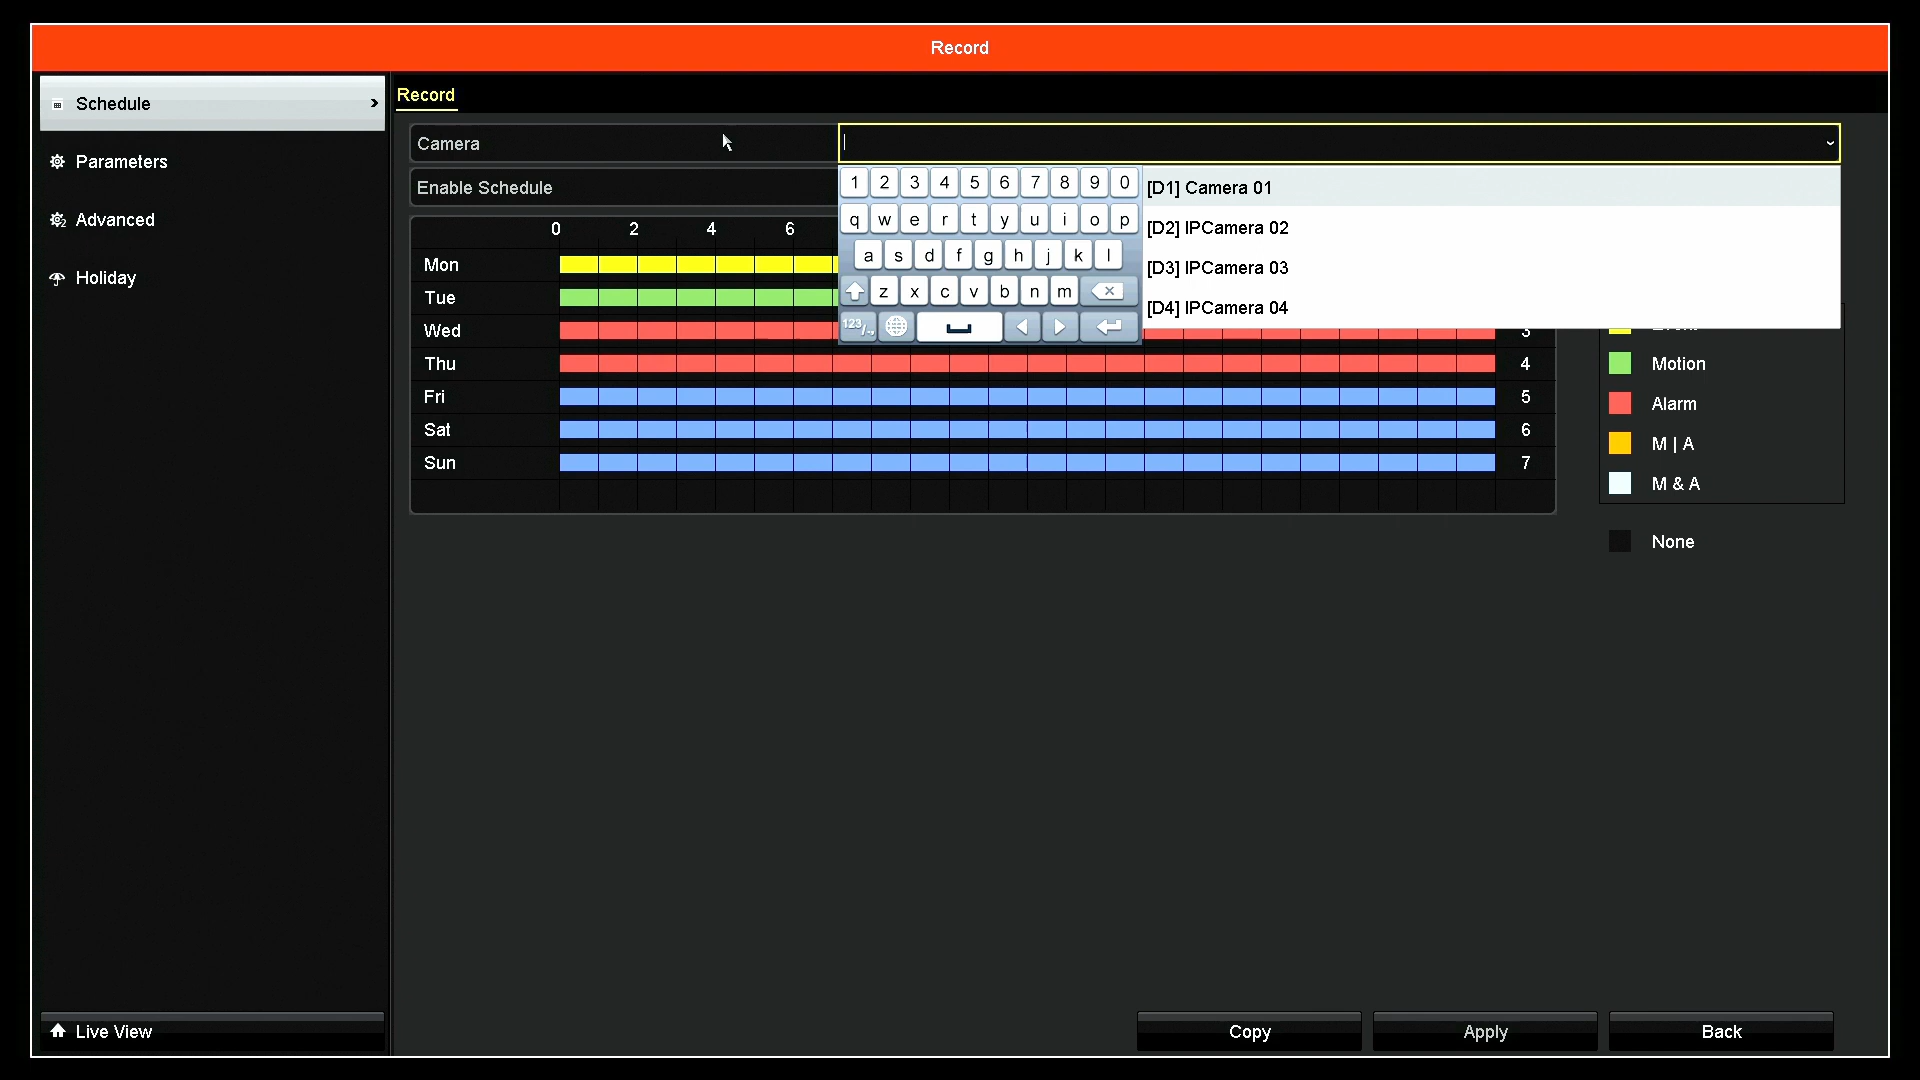 Record
Schedule
Parameters
Advanced
Holiday
Live View
Record
Camera
Enable Schedule
1 2 3 4 5 6 7 8 9 0
q w e r t y u i o p
a s d f g h j k l
z x c v b n m
123/.,
[D1] Camera 01
[D2] IPCamera 02
[D3] IPCamera 03
[D4] IPCamera 04
0 2 4 6
Mon
Tue
Wed 3
Thu 4
Fri 5
Sat 6
Sun 7
Motion
Alarm
M | A
M & A
None
Copy
Apply
Back